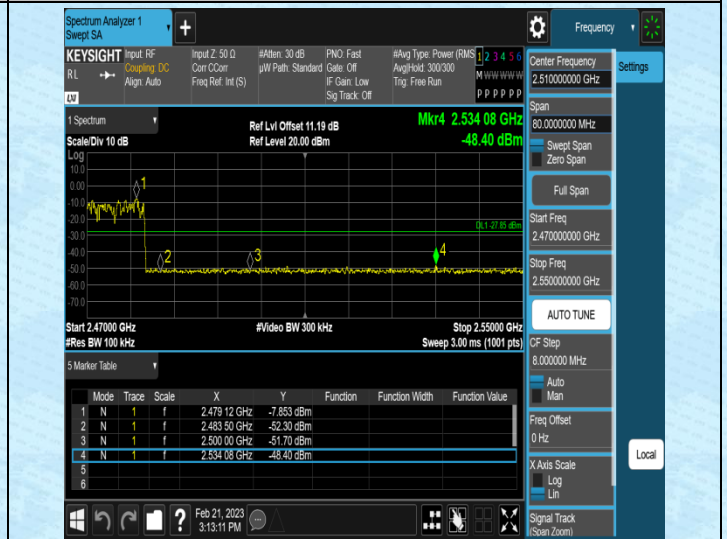 Spectrum Analyzer 1
Swept SA
+
Frequency
KEYSIGHT Input: RF
RL Coupling: DC
Align: Auto
Input Z: 50 Ω
Corr CCorr
Freq Ref: Int (S)
#Atten: 30 dB
µW Path: Standard
PNO: Fast
Gate: Off
IF Gain: Low
Sig Track: Off
#Avg Type: Power (RMS
Avg|Hold: 300/300
Trig: Free Run
1 2 3 4 5 6
M W W W W W
P P P P P P
LXI
1 Spectrum
Scale/Div 10 dB
Ref Lvl Offset 11.19 dB
Ref Level 20.00 dBm
Mkr4 2.534 08 GHz
-48.40 dBm
Log
10.0
0.00
-10.0
-20.0
-30.0
-40.0
-50.0
-60.0
-70.0
1
2
3
4
DL1 -27.85 dBm
Start 2.47000 GHz
#Res BW 100 kHz
#Video BW 300 kHz
Stop 2.55000 GHz
Sweep 3.00 ms (1001 pts)
5 Marker Table
Mode Trace Scale X Y Function Function Width Function Value
1 N 1 f 2.479 12 GHz -7.853 dBm
2 N 1 f 2.483 50 GHz -52.30 dBm
3 N 1 f 2.500 00 GHz -51.70 dBm
4 N 1 f 2.534 08 GHz -48.40 dBm
5
6
?
Feb 21, 2023
3:13:11 PM
Center Frequency
2.510000000 GHz
Settings
Span
80.0000000 MHz
Swept Span
Zero Span
Full Span
Start Freq
2.470000000 GHz
Stop Freq
2.550000000 GHz
AUTO TUNE
CF Step
8.000000 MHz
Auto
Man
Freq Offset
0 Hz
X Axis Scale
Log
Lin
Local
Signal Track
(Span Zoom)